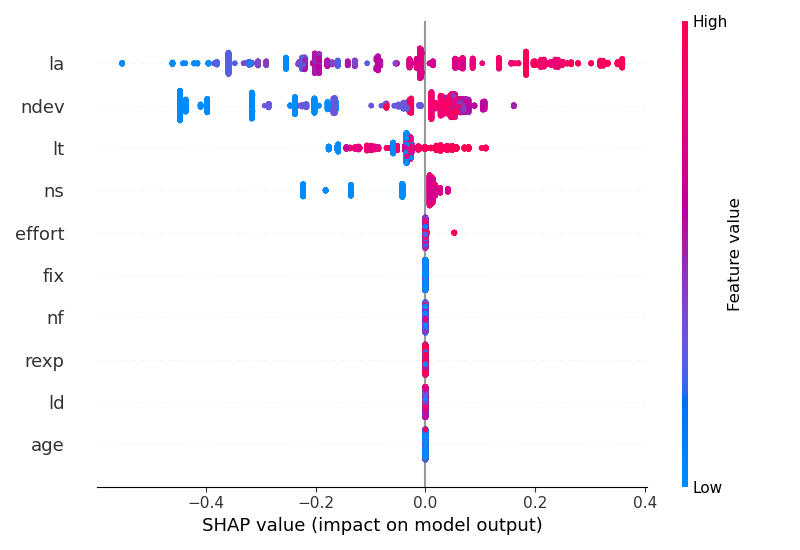 High
la
ndev
lt
ns
effort
fix
nf
rexp
ld
age
Feature value
Low
−0.4 −0.2 0.0 0.2 0.4
SHAP value (impact on model output)